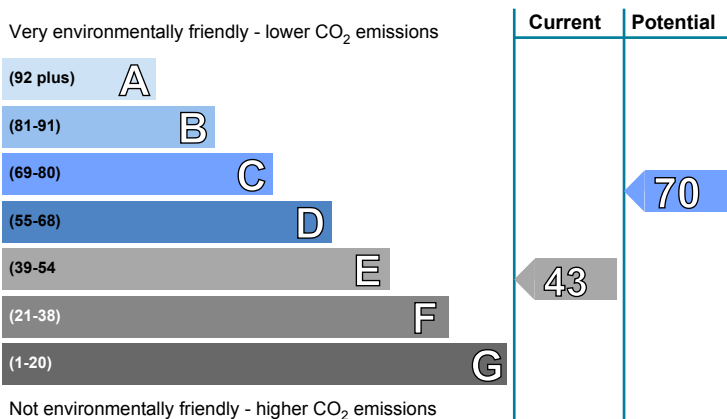 Very environmentally friendly - lower CO2 emissions
Current
Potential
(92 plus) A
(81-91) B
(69-80) C
(55-68) D
(39-54 E
(21-38) F
(1-20) G
70
43
Not environmentally friendly - higher CO2 emissions